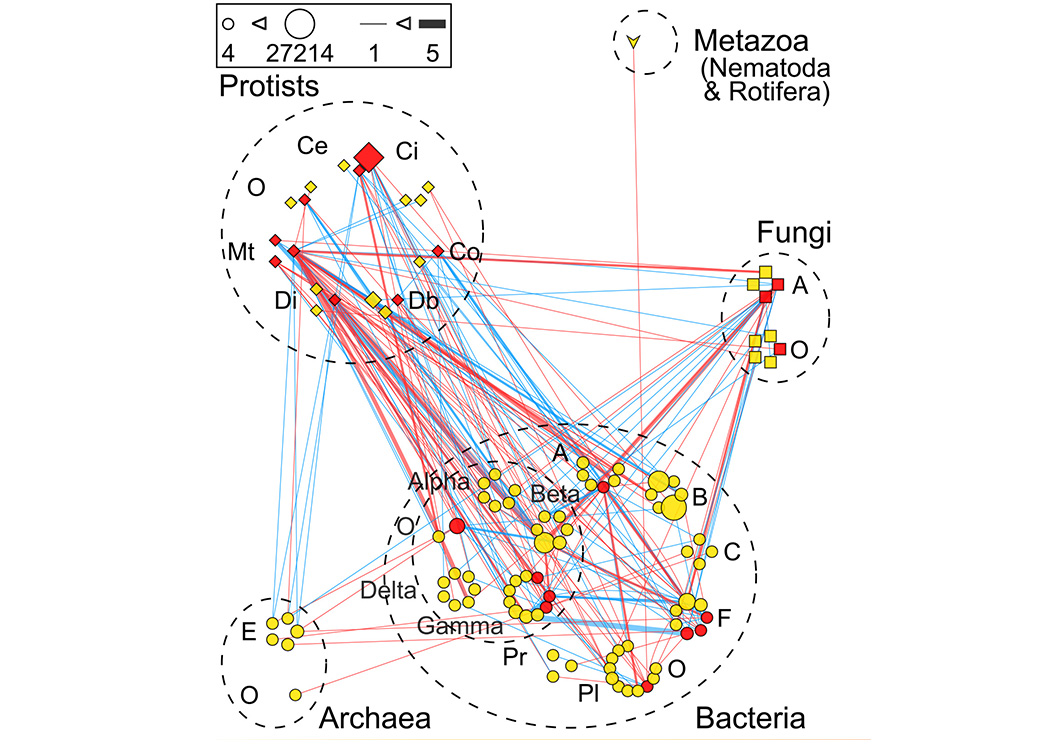 4 27214 1 5
Protists
Metazoa
(Nematoda
& Rotifera)
Ce
Ci
O
Mt
Co
Di
Db
Fungi
A
O
A
Alpha
Beta
B
O
C
Delta
Gamma
F
E
Pr
O
Pl
O
Archaea
Bacteria